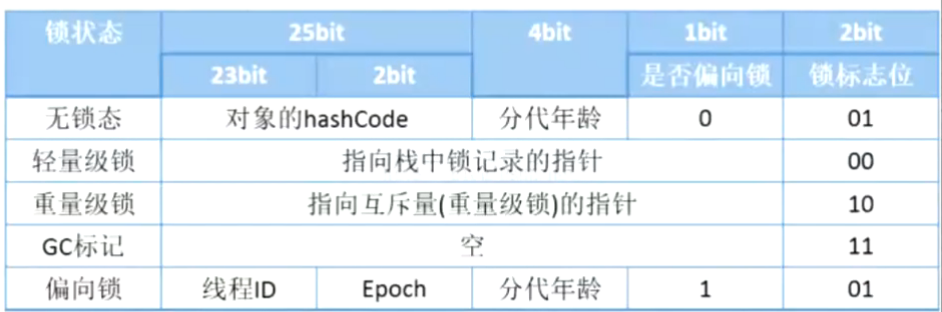 锁状态 25bit 4bit 1bit 2bit
23bit 2bit 是否偏向锁 锁标志位
无锁态 对象的hashCode 分代年龄 0 01
轻量级锁 指向栈中锁记录的指针 00
重量级锁 指向互斥量(重量级锁)的指针 10
GC标记 空 11
偏向锁 线程ID Epoch 分代年龄 1 01